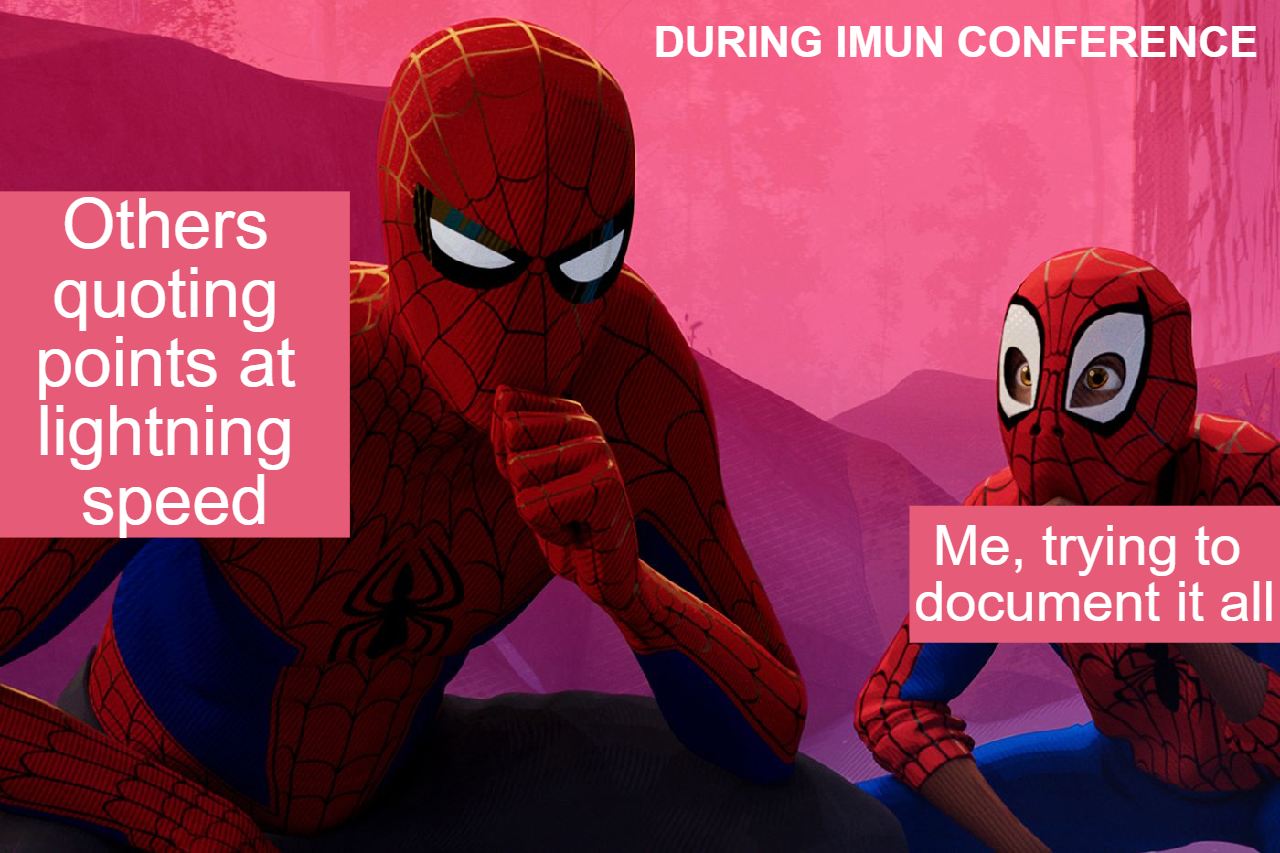 DURING IMUN CONFERENCE
Others
quoting
points at
lightning
speed
Me, trying to
document it all